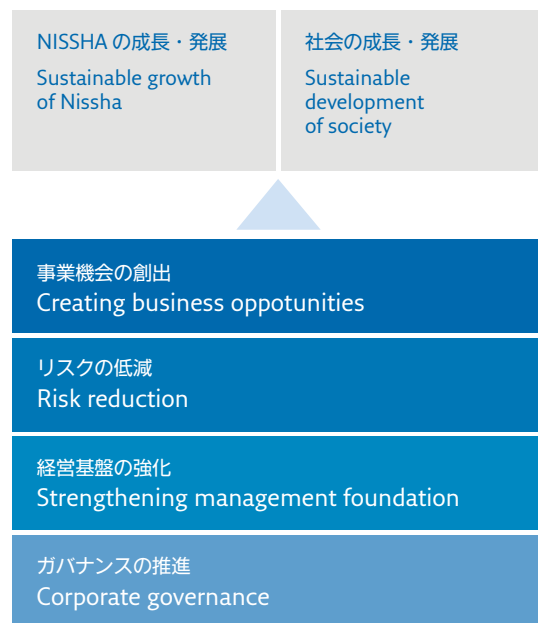 NISSHA の成長・発展
Sustainable growth
of Nissha
社会の成長・発展
Sustainable
development
of society
事業機会の創出
Creating business oppotunities
リスクの低減
Risk reduction
経営基盤の強化
Strengthening management foundation
ガバナンスの推進
Corporate governance